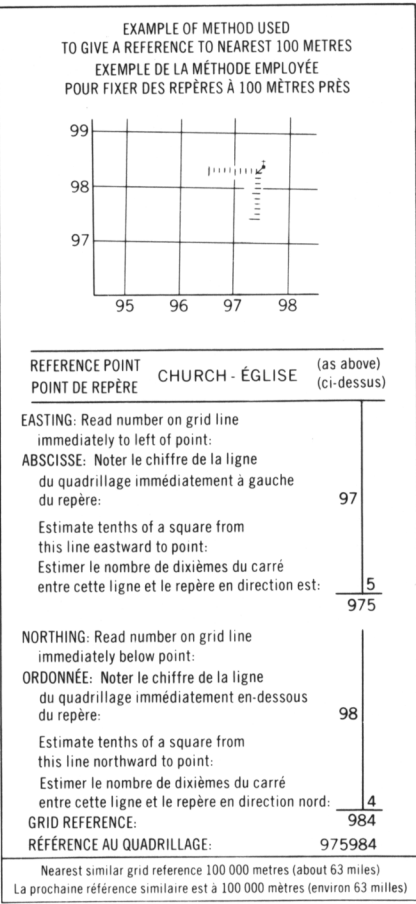 EXAMPLE OF METHOD USED
TO GIVE A REFERENCE TO NEAREST 100 METRES
EXEMPLE DE LA MÉTHODE EMPLOYÉE
POUR FIXER DES REPÈRES À 100 MÈTRES PRÈS
99
98
97
95 96 97 98
REFERENCE POINT
POINT DE REPÈRE
CHURCH - ÉGLISE
(as above)
(ci-dessus)
EASTING: Read number on grid line
immediately to left of point:
ABSCISSE: Noter le chiffre de la ligne
du quadrillage immédiatement à gauche
du repère: 97
Estimate tenths of a square from
this line eastward to point:
Estimer le nombre de dixièmes du carré
entre cette ligne et le repère en direction est: 5
975
NORTHING: Read number on grid line
immediately below point:
ORDONNÉE: Noter le chiffre de la ligne
du quadrillage immédiatement en-dessous
du repère: 98
Estimate tenths of a square from
this line northward to point:
Estimer le nombre de dixièmes du carré
entre cette ligne et le repère en direction nord: 4
GRID REFERENCE: 984
RÉFÉRENCE AU QUADRILLAGE: 975984
Nearest similar grid reference 100 000 metres (about 63 miles)
La prochaine référence similaire est à 100 000 mètres (environ 63 milles)